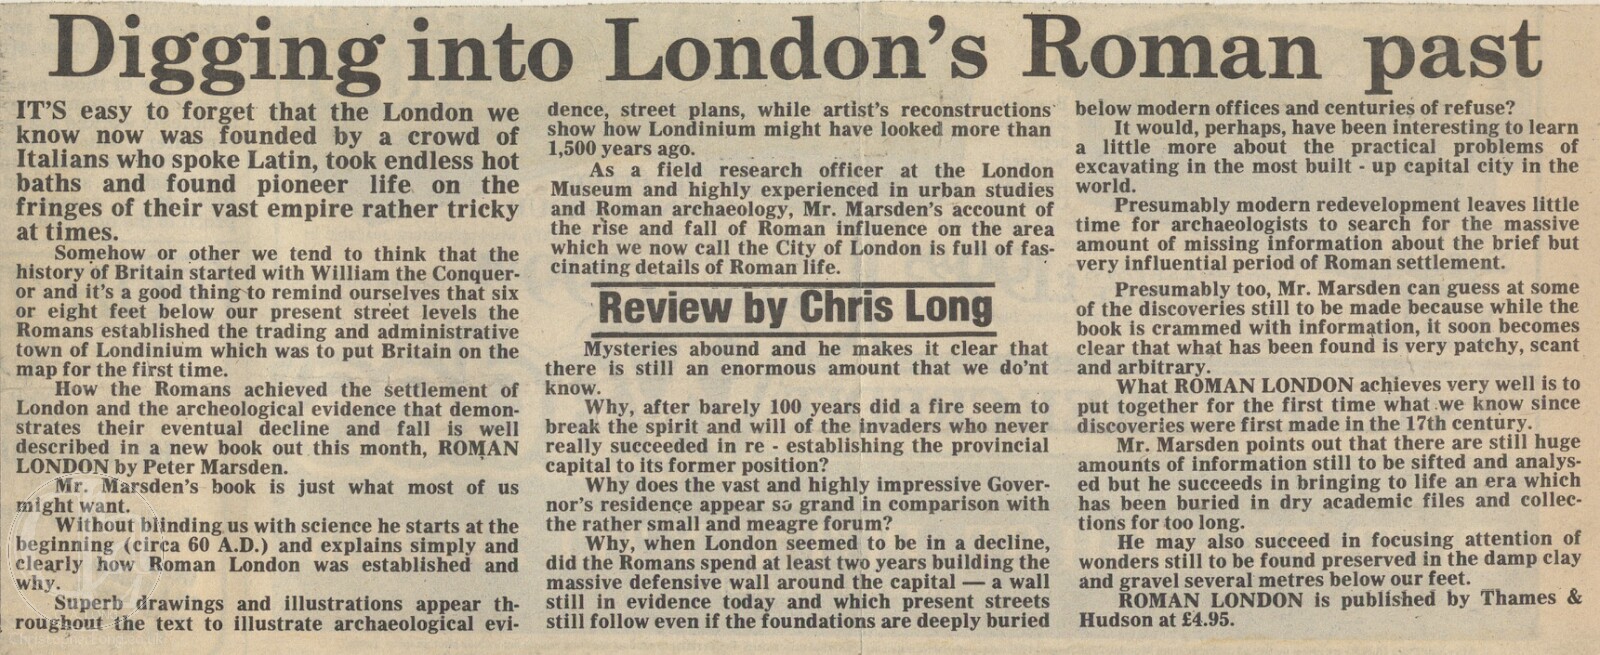 Digging into London's Roman past
IT'S easy to forget that the London we
know now was founded by a crowd of
Italians who spoke Latin, took endless hot
baths and found pioneer life on the
fringes of their vast empire rather tricky
at times.
Somehow or other we tend to think that the
history of Britain started with William the Conquer-
or and it's a good thing to remind ourselves that six
or eight feet below our present street levels the
Romans established the trading and administrative
town of Londinium which was to put Britain on the
map for the first time.
How the Romans achieved the settlement of
London and the archeological evidence that demon-
strates their eventual decline and fall is well
described in a new book out this month, ROMAN
LONDON by Peter Marsden.
Mr. Marsden's book is just what most of us
might want.
Without blinding us with science he starts at the
beginning (circa 60 A.D.) and explains simply and
clearly how Roman London was established and
why.
Superb drawings and illustrations appear th-
roughout the text to illustrate archaeological evi-
dence, street plans, while artist's reconstructions
show how Londinium might have looked more than
1,500 years ago.
As a field research officer at the London
Museum and highly experienced in urban studies
and Roman archaeology, Mr. Marsden's account of
the rise and fall of Roman influence on the area
which we now call the City of London is full of fas-
cinating details of Roman life.
Review by Chris Long
Mysteries abound and he makes it clear that
there is still an enormous amount that we do'nt
know.
Why, after barely 100 years did a fire seem to
break the spirit and will of the invaders who never
really succeeded in re - establishing the provincial
capital to its former position?
Why does the vast and highly impressive Gover-
nor's residence appear so grand in comparison with
the rather small and meagre forum?
Why, when London seemed to be in a decline,
did the Romans spend at least two years building the
massive defensive wall around the capital — a wall
still in evidence today and which present streets
still follow even if the foundations are deeply buried
below modern offices and centuries of refuse?
It would, perhaps, have been interesting to learn
a little more about the practical problems of
excavating in the most built - up capital city in the
world.
Presumably modern redevelopment leaves little
time for archaeologists to search for the massive
amount of missing information about the brief but
very influential period of Roman settlement.
Presumably too, Mr. Marsden can guess at some
of the discoveries still to be made because while the
book is crammed with information, it soon becomes
clear that what has been found is very patchy, scant
and arbitrary.
What ROMAN LONDON achieves very well is to
put together for the first time what we know since
discoveries were first made in the 17th century.
Mr. Marsden points out that there are still huge
amounts of information still to be sifted and analys-
ed but he succeeds in bringing to life an era which
has been buried in dry academic files and collec-
tions for too long.
He may also succeed in focusing attention of
wonders still to be found preserved in the damp clay
and gravel several metres below our feet.
ROMAN LONDON is published by Thames &
Hudson at £4.95.